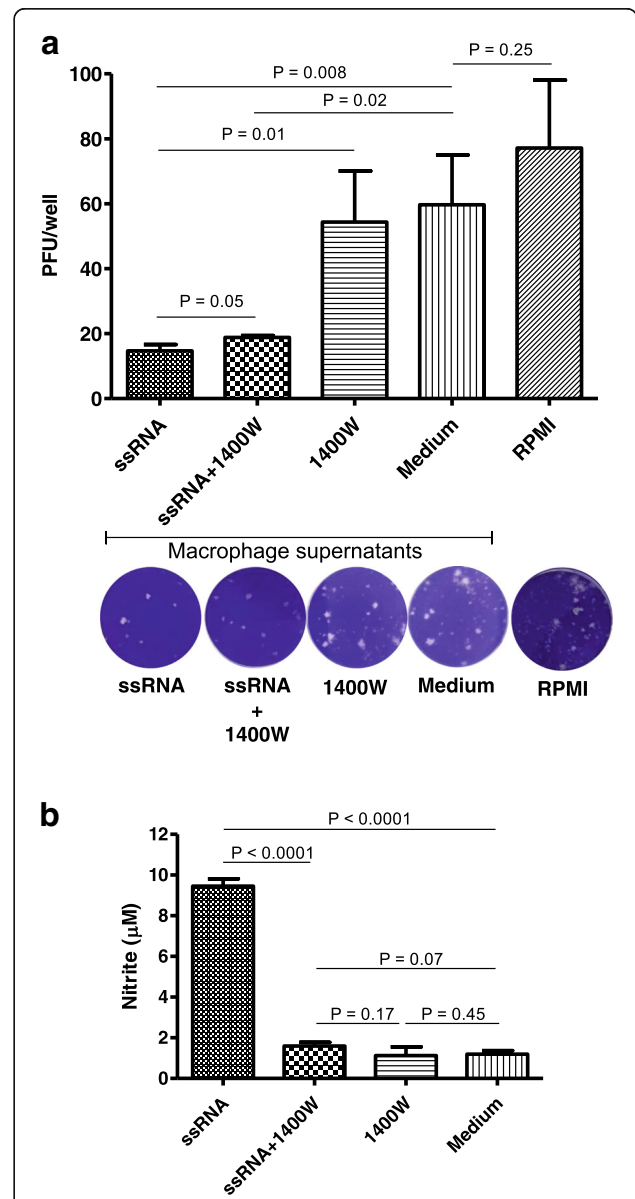 a
P = 0.25
P = 0.008
P = 0.02
P = 0.01
P = 0.05
PFU/well
100
80
60
40
20
0
ssRNA
ssRNA+1400W
1400W
Medium
RPMI
Macrophage supernatants
ssRNA
ssRNA
+
1400W
1400W
Medium
RPMI
b
P < 0.0001
P < 0.0001
P = 0.07
P = 0.17
P = 0.45
Nitrite (μM)
12
10
8
6
4
2
0
ssRNA
ssRNA+1400W
1400W
Medium